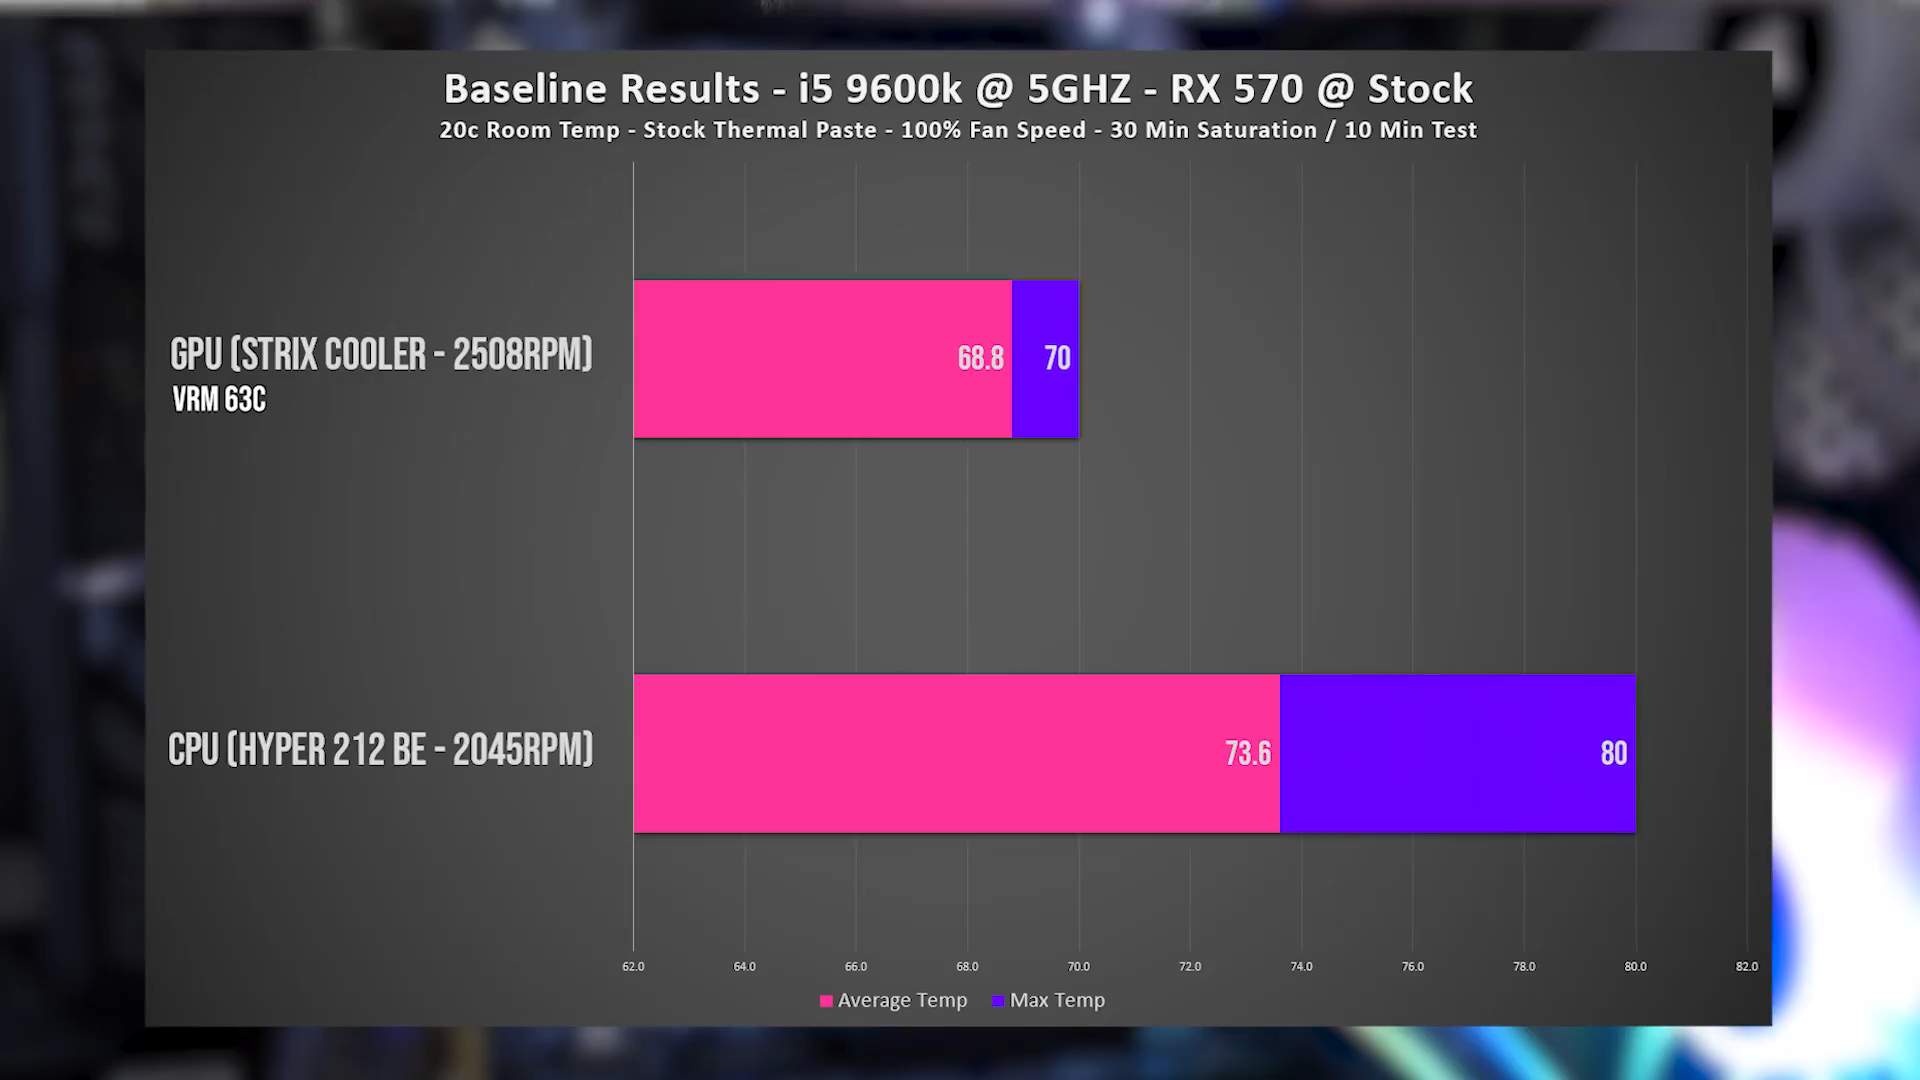 Baseline Results - i5 9600k @ 5GHZ - RX 570 @ Stock
20c Room Temp - Stock Thermal Paste - 100% Fan Speed - 30 Min Saturation / 10 Min Test
GPU (STRIX COOLER - 2508RPM)
VRM 63C
68.8
70
CPU (HYPER 212 BE - 2045RPM)
73.6
80
62.0 64.0 66.0 68.0 70.0 72.0 74.0 76.0 78.0 80.0 82.0
Average Temp Max Temp